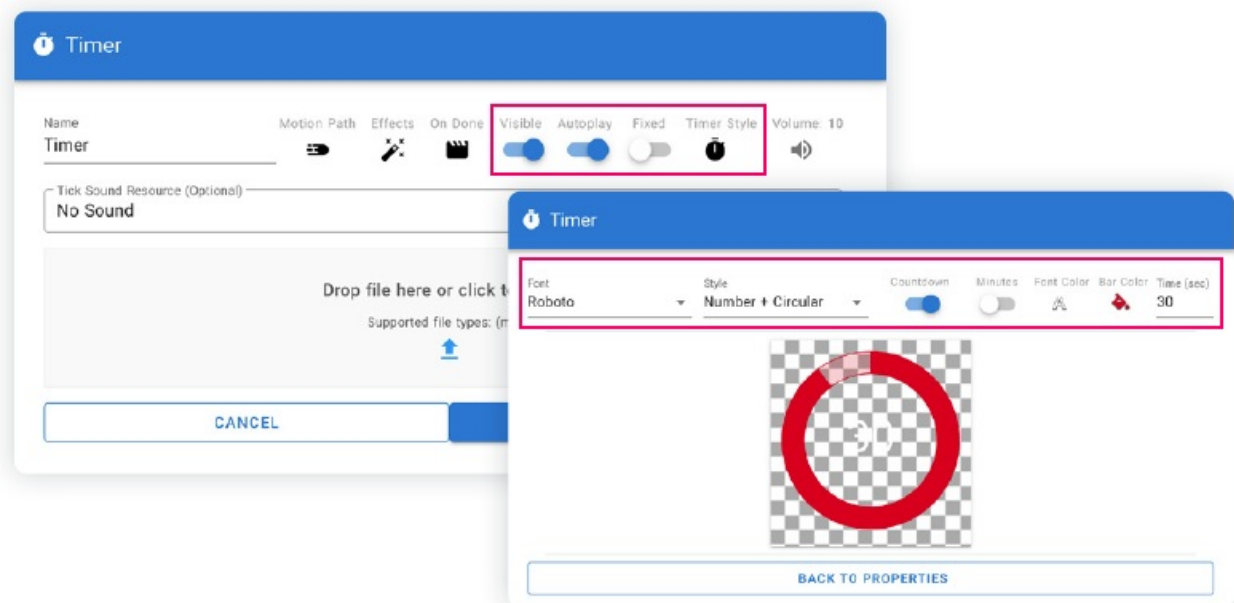 Timer
Name
Timer
Motion Path Effects On Done Visible Autoplay Fixed Timer Style Volume: 10
Tick Sound Resource (Optional)
No Sound
Drop file here or click t
Supported file types: (m
CANCEL
Timer
Font
Roboto
Style
Number + Circular
Countdown Minutes Font Color Bar Color Time (sec)
30
30
BACK TO PROPERTIES